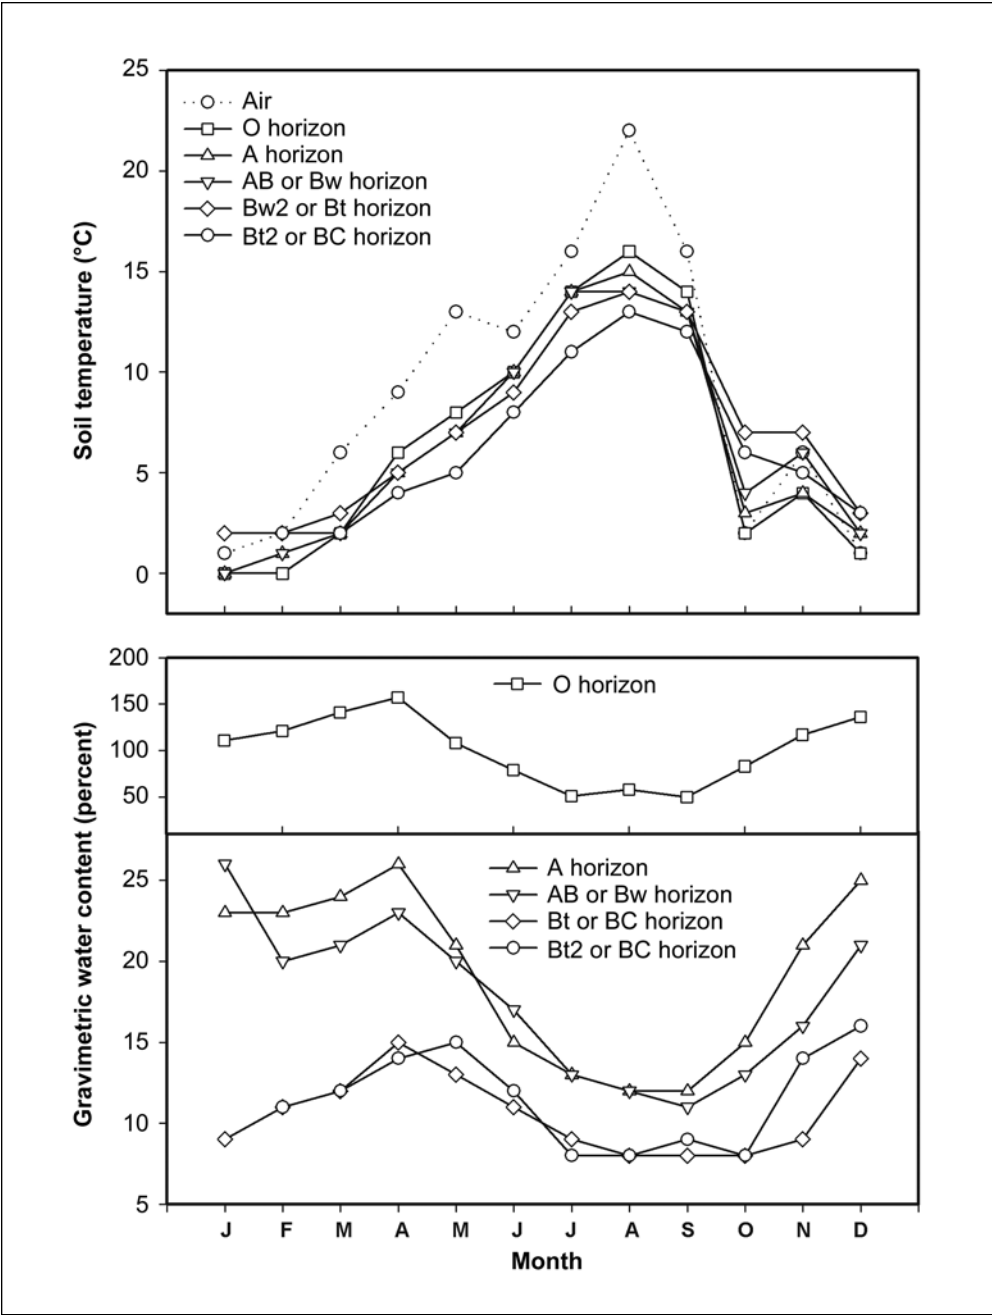 25
20
15
10
5
0
Soil temperature (°C)
Air
O horizon
A horizon
AB or Bw horizon
Bw2 or Bt horizon
Bt2 or BC horizon
200
150
100
50
O horizon
Gravimetric water content (percent)
25
20
15
10
5
A horizon
AB or Bw horizon
Bt or BC horizon
Bt2 or BC horizon
J F M A M J J A S O N D
Month